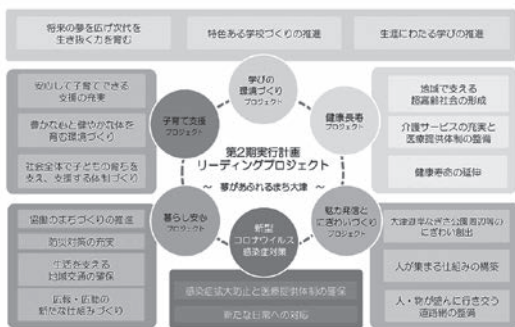 将来の夢を広げ次代を
生き抜く力を育む
特色ある学校づくりの推進
生涯にわたる学びの推進
学びの
環境づくり
プロジェクト
安心して子育てできる
支援の充実
豊かな心と健やかな体を
育む環境づくり
社会全体で子どもの育ちを
支え、支援する体制づくり
子育て支援
プロジェクト
健康長寿
プロジェクト
地域で支える
超高齢社会の形成
介護サービスの充実と
医療提供体制の整備
健康寿命の延伸
第2期実行計画
リーディングプロジェクト
～ 夢があふれるまち大津 ～
暮らし安心
プロジェクト
新型
コロナウイルス
感染症対策
魅力発信と
にぎわいづくり
プロジェクト
協働のまちづくりの推進
防災対策の充実
生活を支える
地域交通の確保
広報・広聴の
新たな仕組みづくり
感染症拡大防止と医療提供体制の確保
新たな日常への対応
大津湖岸なぎさ公園周辺等の
にぎわい創出
人が集まる仕組みの構築
人・物が盛んに行き交う
道路網の整備